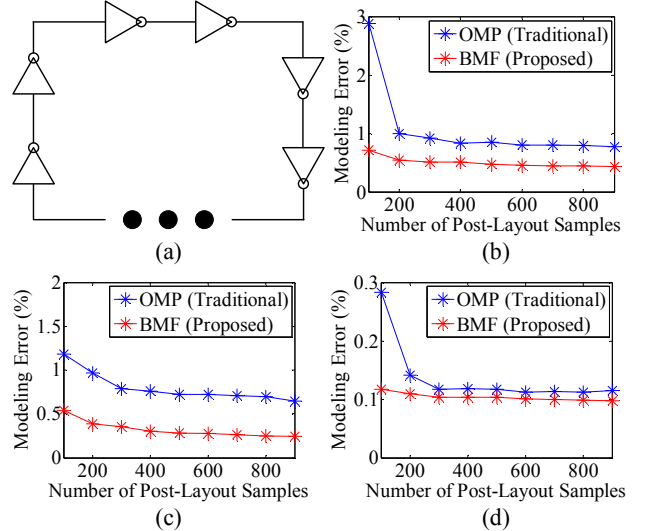 (a)
3
2
1
0
Modeling Error (%)
OMP (Traditional)
BMF (Proposed)
200 400 600 800
Number of Post-Layout Samples
(b)
2
1.5
1
0.5
0
Modeling Error (%)
OMP (Traditional)
BMF (Proposed)
200 400 600 800
Number of Post-Layout Samples
(c)
0.3
0.2
0.1
0
Modeling Error (%)
OMP (Traditional)
BMF (Proposed)
200 400 600 800
Number of Post-Layout Samples
(d)